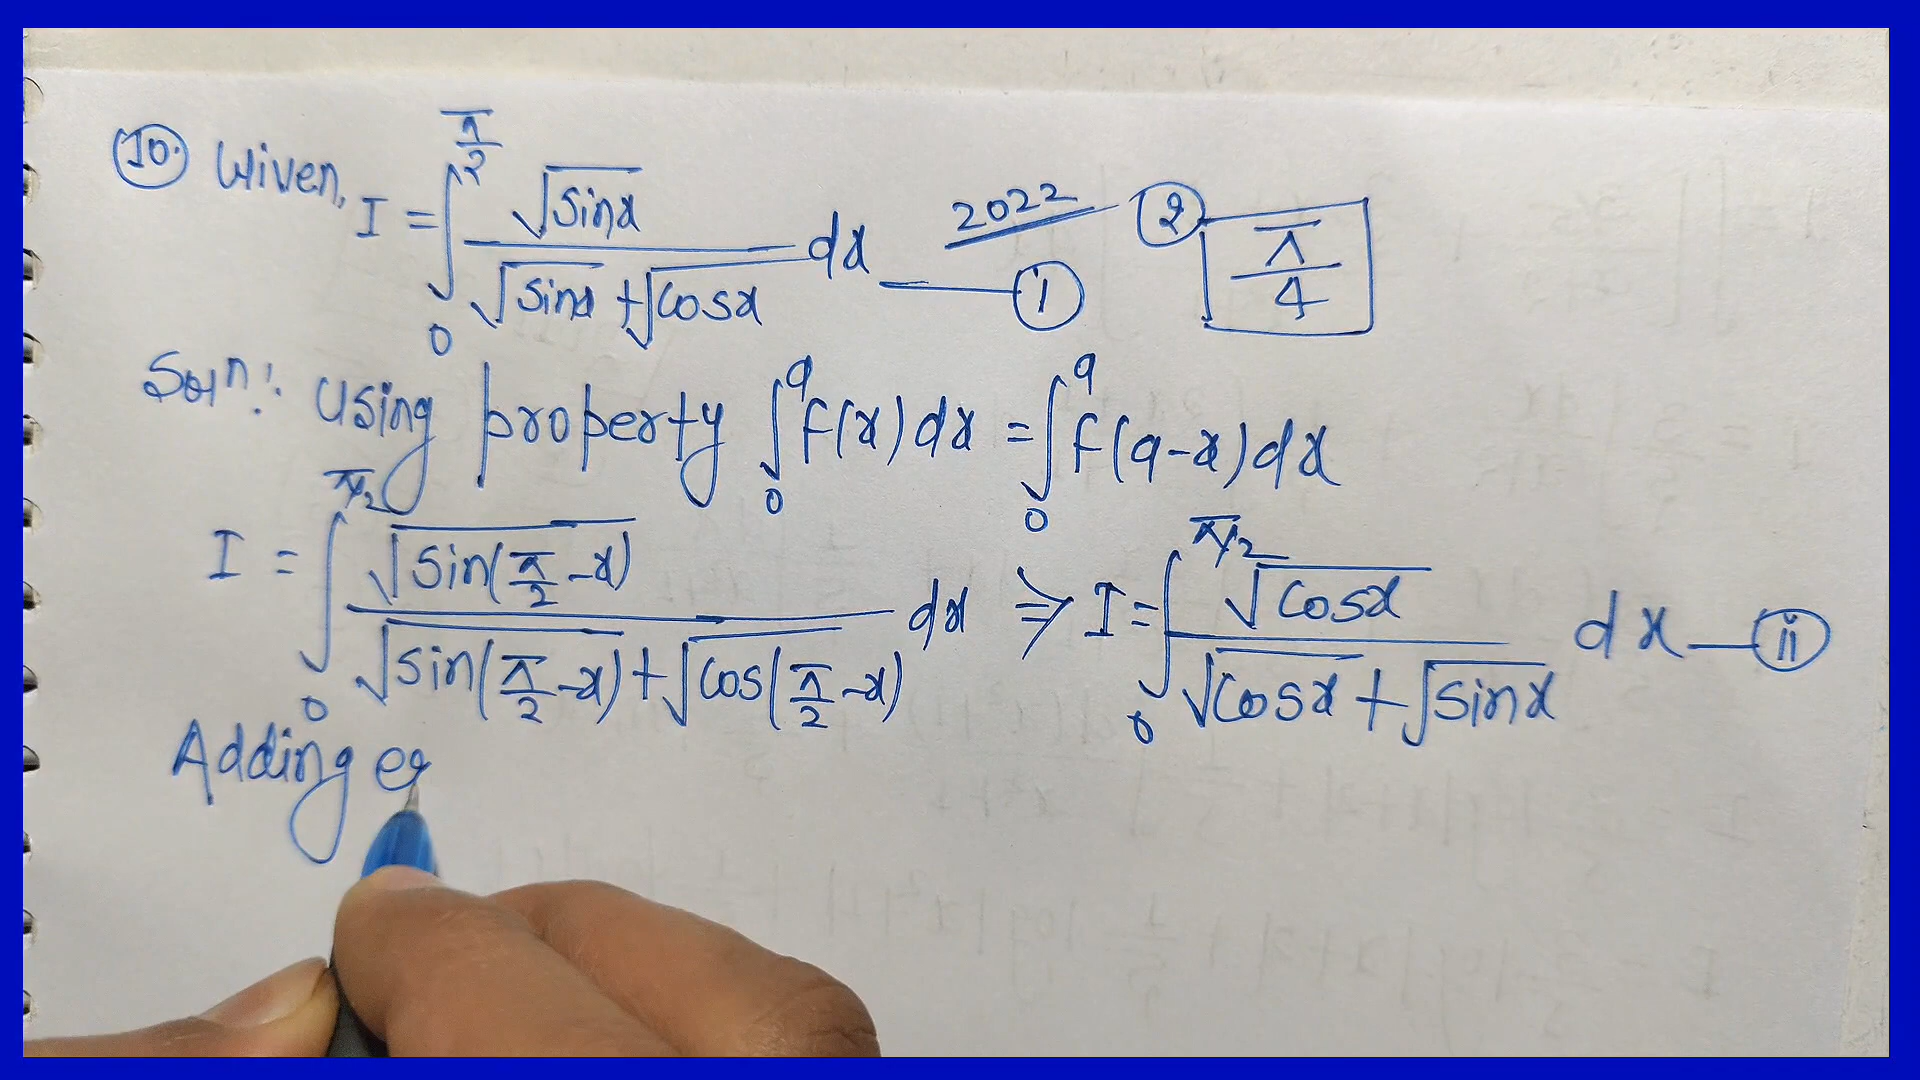 10. Given, I = ∫₀^(π/2) √sinx / (√sinx + √cosx) dx — (i) 2022 (2) π/4
Solⁿ: Using property ∫₀^a f(x) dx = ∫₀^a f(a-x) dx
I = ∫₀^(π/2) √sin(π/2 -x) / (√sin(π/2 -x) + √cos(π/2 -x)) dx ⇒ I = ∫₀^(π/2) √cosx / (√cosx + √sinx) dx — (ii)
Adding eq